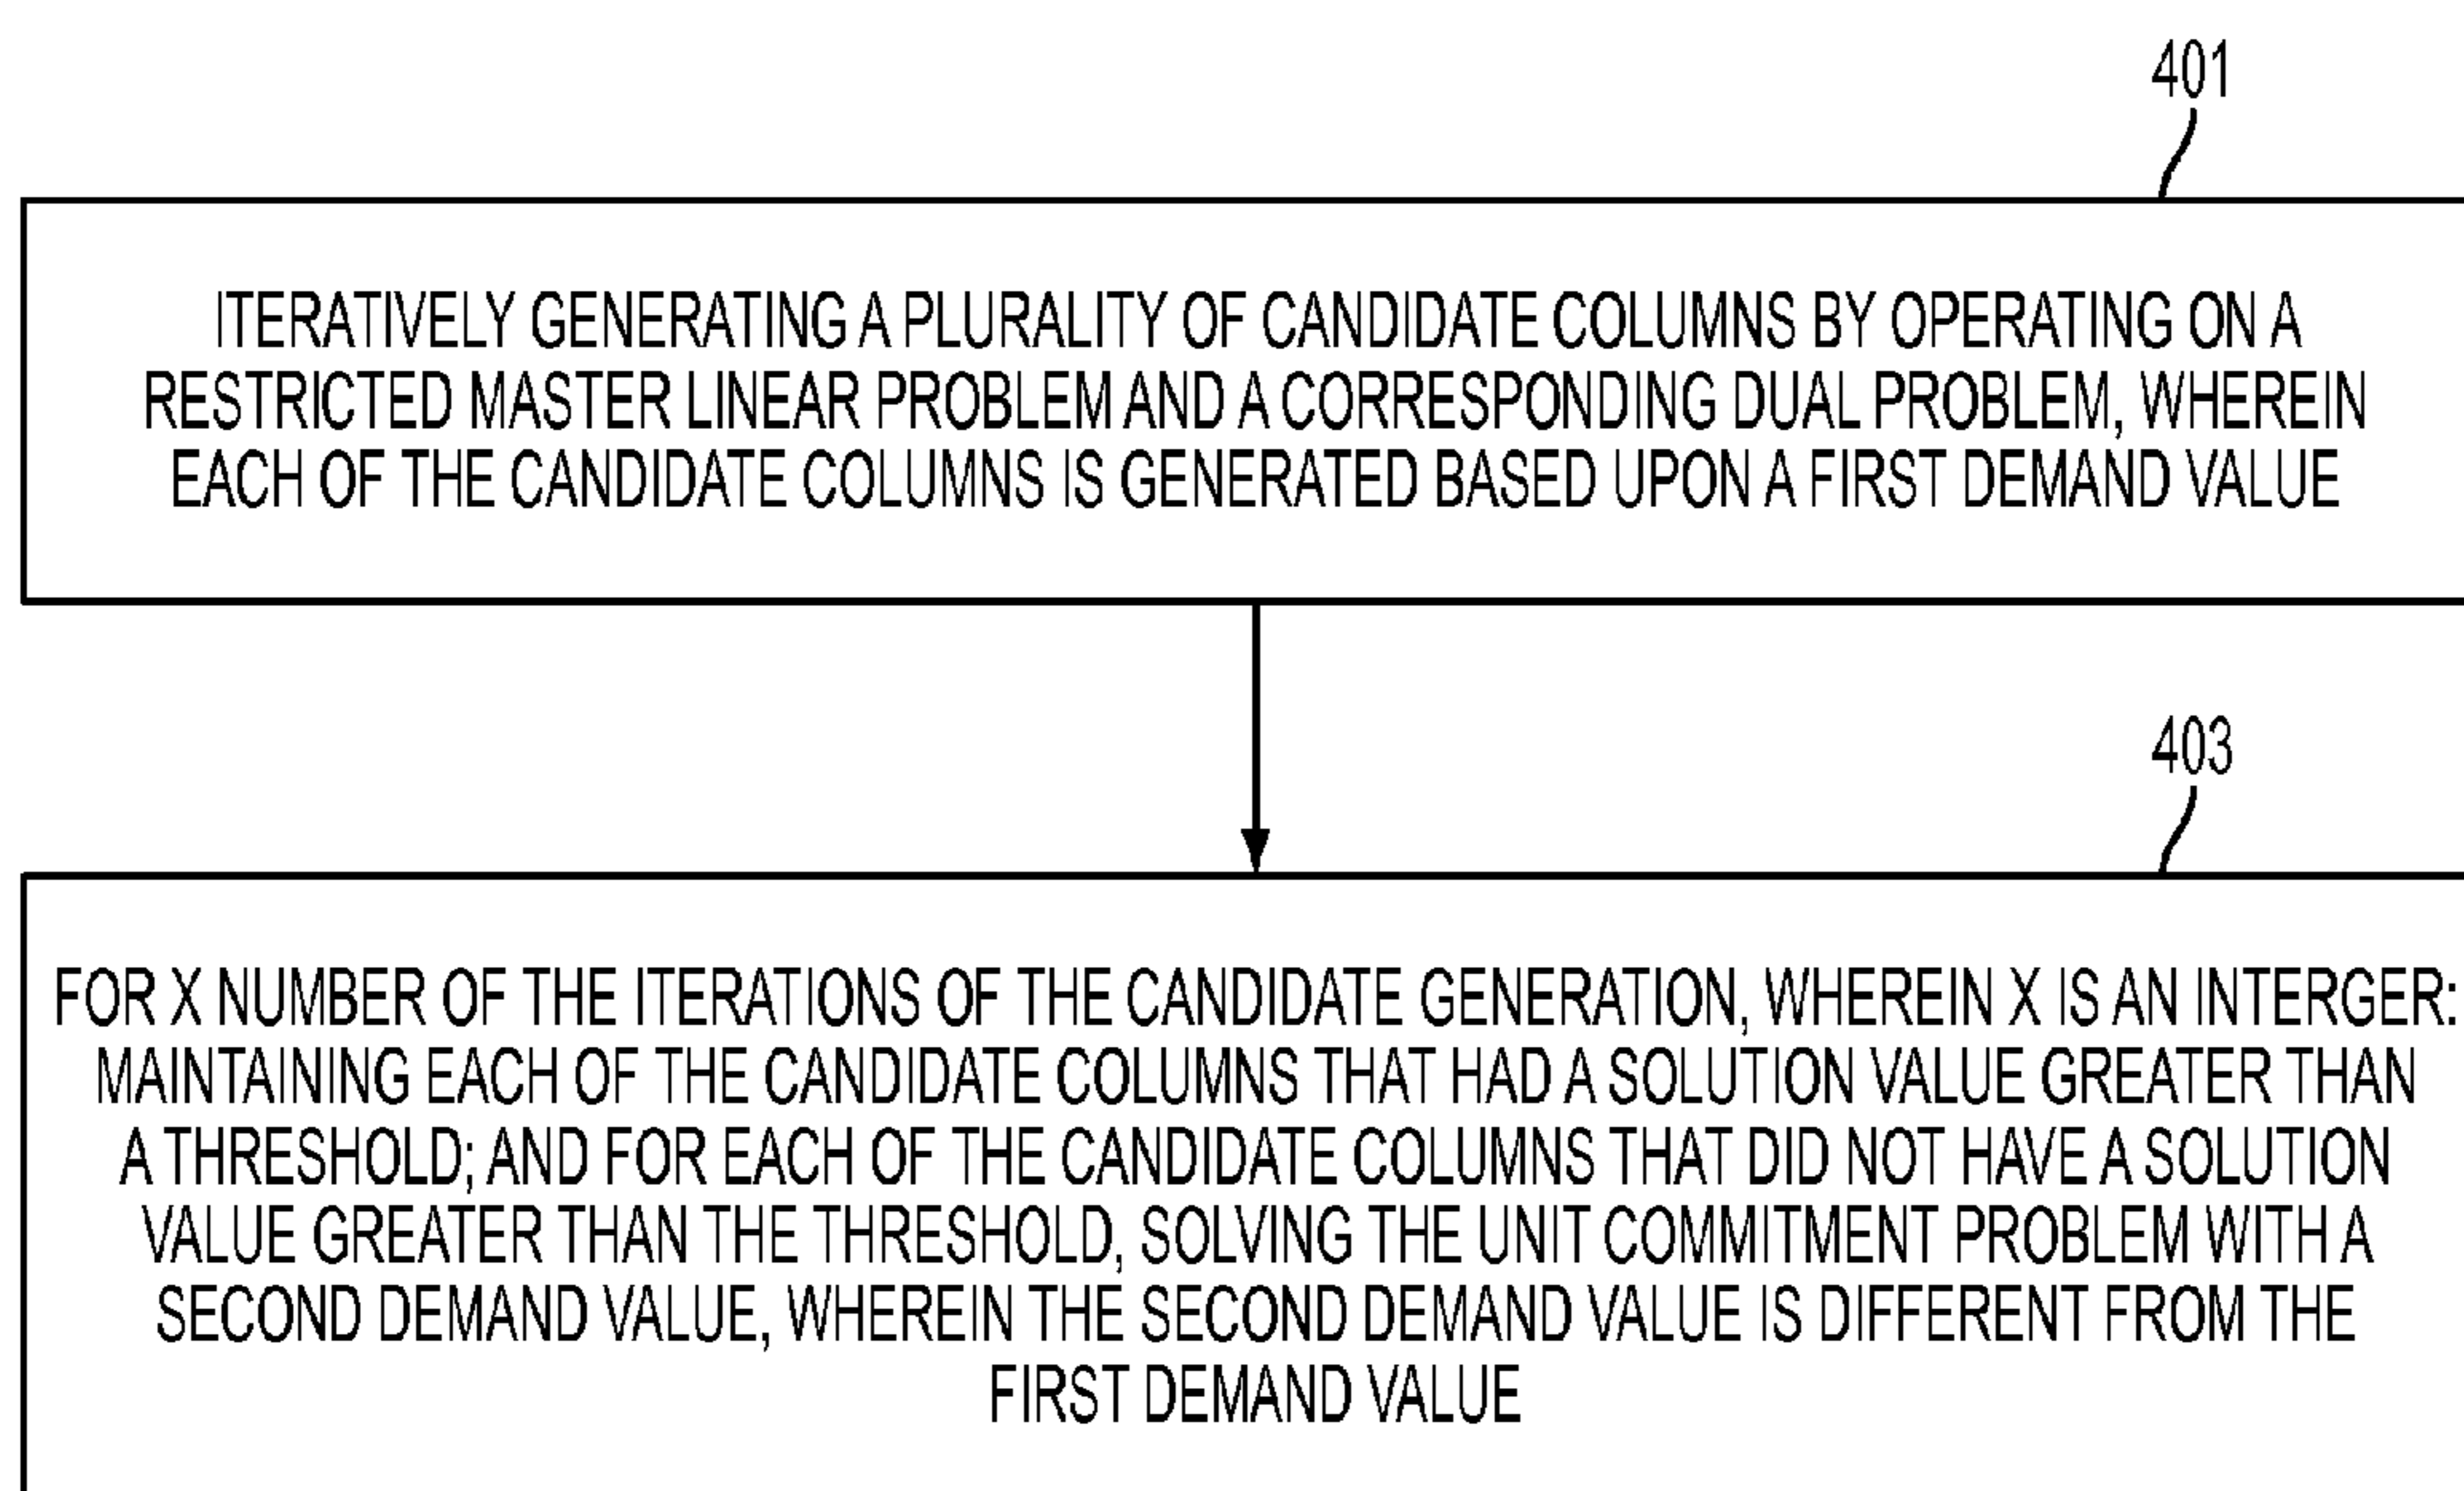 401
ITERATIVELY GENERATING A PLURALITY OF CANDIDATE COLUMNS BY OPERATING ON A
RESTRICTED MASTER LINEAR PROBLEM AND A CORRESPONDING DUAL PROBLEM, WHEREIN
EACH OF THE CANDIDATE COLUMNS IS GENERATED BASED UPON A FIRST DEMAND VALUE
403
FOR X NUMBER OF THE ITERATIONS OF THE CANDIDATE GENERATION, WHEREIN X IS AN INTERGER:
MAINTAINING EACH OF THE CANDIDATE COLUMNS THAT HAD A SOLUTION VALUE GREATER THAN
A THRESHOLD; AND FOR EACH OF THE CANDIDATE COLUMNS THAT DID NOT HAVE A SOLUTION
VALUE GREATER THAN THE THRESHOLD, SOLVING THE UNIT COMMITMENT PROBLEM WITH A
SECOND DEMAND VALUE, WHEREIN THE SECOND DEMAND VALUE IS DIFFERENT FROM THE
FIRST DEMAND VALUE